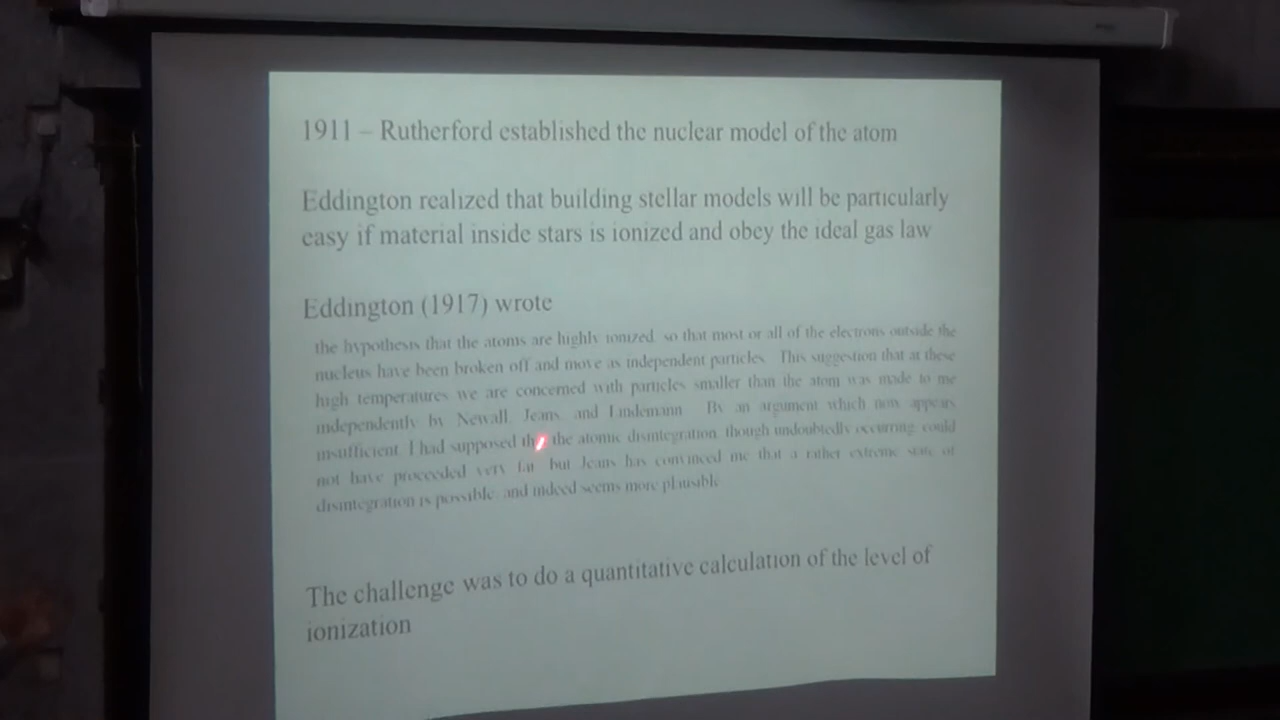 1911 – Rutherford established the nuclear model of the atom
Eddington realized that building stellar models will be particularly
easy if material inside stars is ionized and obey the ideal gas law
Eddington (1917) wrote
the hypothesis that the atoms are highly ionized, so that most or all of the electrons outside the
nucleus have been broken off and move as independent particles. This suggestion that at these
high temperatures we are concerned with particles smaller than the atom was made to me
independently by Newall, Jeans, and Lindemann. By an argument which now appears
insufficient, I had supposed the atomic disintegration, though undoubtedly occurring, could
not have proceeded very far, but Jeans has convinced me that a rather extreme state of
disintegration is possible, and indeed seems more plausible
The challenge was to do a quantitative calculation of the level of
ionization